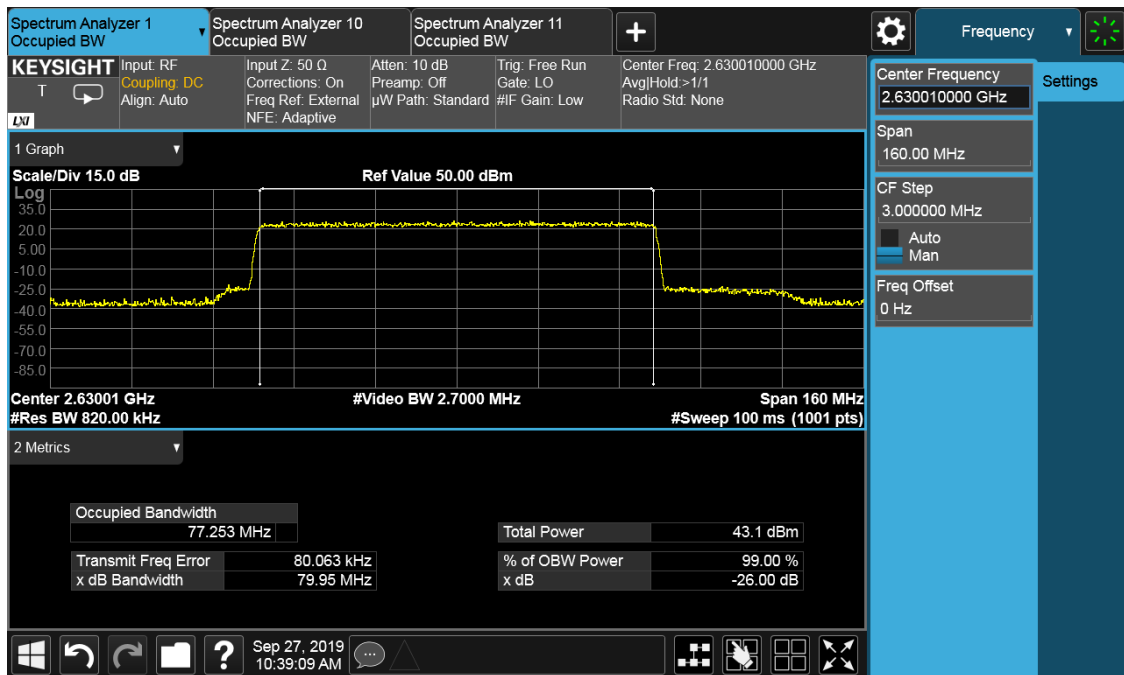 Spectrum Analyzer 1
Occupied BW
Spectrum Analyzer 10
Occupied BW
Spectrum Analyzer 11
Occupied BW
Frequency
KEYSIGHT
T
LXI
Input: RF
Coupling: DC
Align: Auto
Input Z: 50 Ω
Corrections: On
Freq Ref: External
NFE: Adaptive
Atten: 10 dB
Preamp: Off
µW Path: Standard
Trig: Free Run
Gate: LO
#IF Gain: Low
Center Freq: 2.630010000 GHz
Avg|Hold:>1/1
Radio Std: None
Center Frequency
2.630010000 GHz
Settings
Span
160.00 MHz
CF Step
3.000000 MHz
Auto
Man
Freq Offset
0 Hz
1 Graph
Scale/Div 15.0 dB
Ref Value 50.00 dBm
Log
35.0
20.0
5.00
-10.0
-25.0
-40.0
-55.0
-70.0
-85.0
Center 2.63001 GHz
#Video BW 2.7000 MHz
Span 160 MHz
#Res BW 820.00 kHz
#Sweep 100 ms (1001 pts)
2 Metrics
Occupied Bandwidth
77.253 MHz
Total Power 43.1 dBm
Transmit Freq Error 80.063 kHz
% of OBW Power 99.00 %
x dB Bandwidth 79.95 MHz
x dB -26.00 dB
Sep 27, 2019
10:39:09 AM